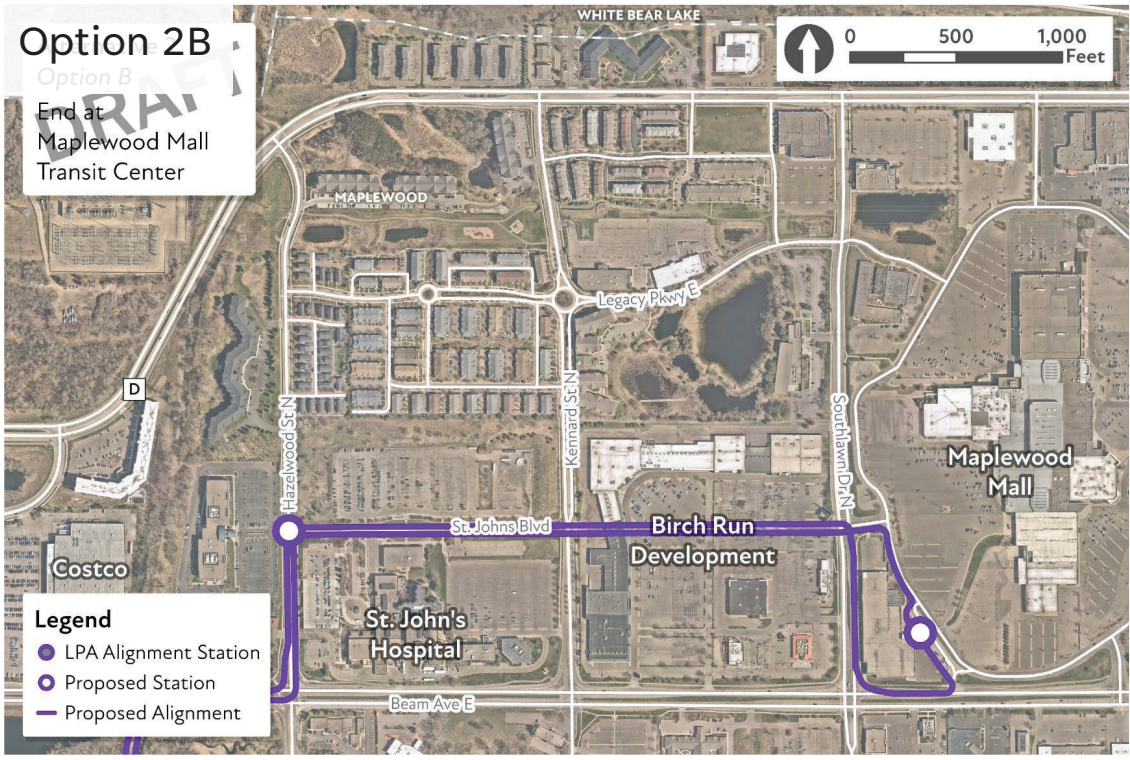 Option 2B
Option B
DRAFT
End at
Maplewood Mall
Transit Center
WHITE BEAR LAKE
0 500 1,000
Feet
MAPLEWOOD
Legacy Pkwy E
D
Hazelwood St N
Kennard St N
Southlawn Dr N
Maplewood
Mall
St. Johns Blvd
Birch Run
Development
Costco
St. John's
Hospital
Legend
LPA Alignment Station
Proposed Station
Proposed Alignment
Beam Ave E